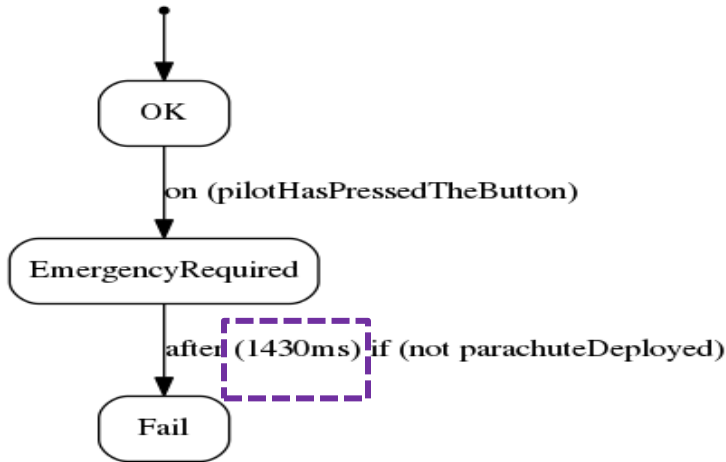 OK
on (pilotHasPressedTheButton)
EmergencyRequired
after (1430ms) if (not parachuteDeployed)
Fail